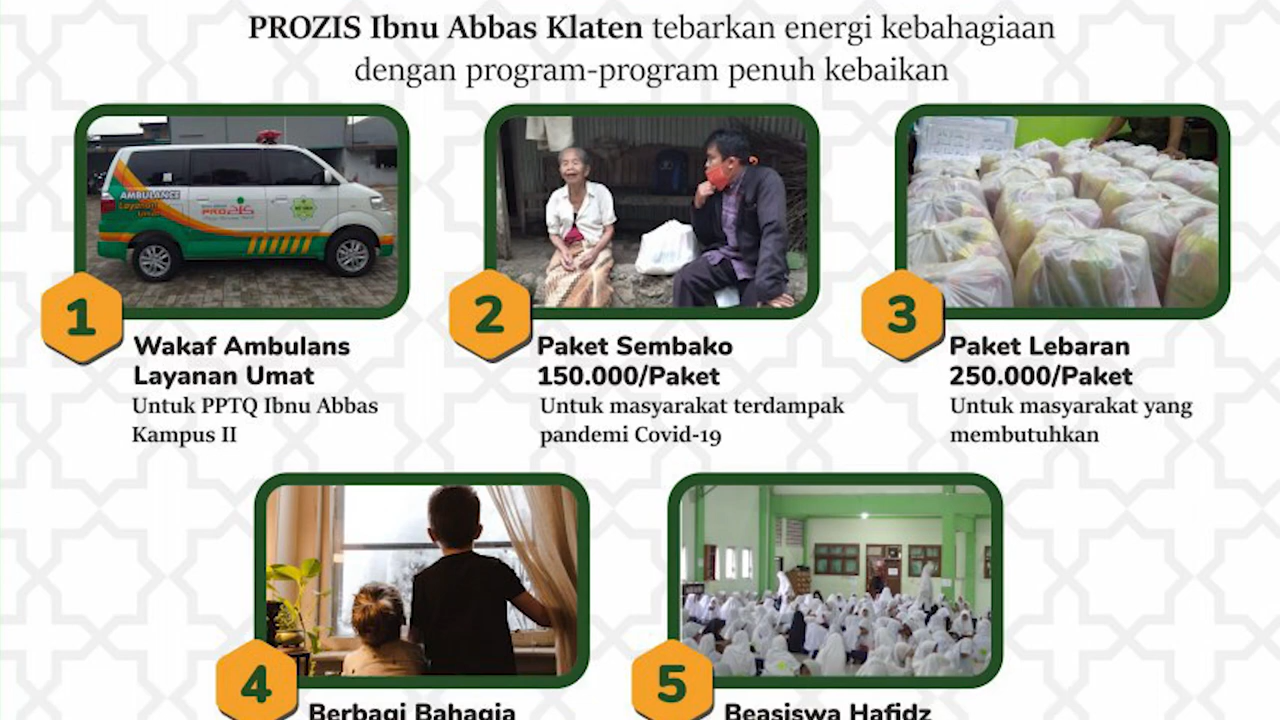 PROZIS Ibnu Abbas Klaten tebarkan energi kebahagiaan
dengan program-program penuh kebaikan
AMBULANCE
Layanan
Umat
PROZIS
1
Wakaf Ambulans
Layanan Umat
Untuk PPTQ Ibnu Abbas
Kampus II
2
Paket Sembako
150.000/Paket
Untuk masyarakat terdampak
pandemi Covid-19
3
Paket Lebaran
250.000/Paket
Untuk masyarakat yang
membutuhkan
4
Berbagi Bahagia
5
Beasiswa Hafidz